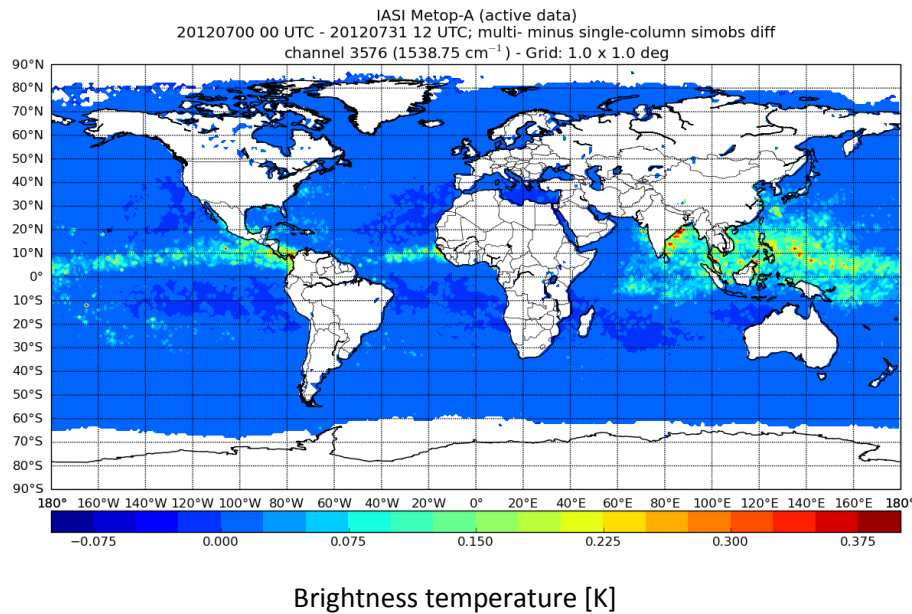 IASI Metop-A (active data)
20120700 00 UTC - 20120731 12 UTC; multi- minus single-column simobs diff
channel 3576 (1538.75 cm⁻¹) - Grid: 1.0 x 1.0 deg
90°N
80°N
70°N
60°N
50°N
40°N
30°N
20°N
10°N
0°
10°S
20°S
30°S
40°S
50°S
60°S
70°S
80°S
90°S
180° 160°W 140°W 120°W 100°W 80°W 60°W 40°W 20°W 0° 20°E 40°E 60°E 80°E 100°E 120°E 140°E 160°E 180°
−0.075 0.000 0.075 0.150 0.225 0.300 0.375
Brightness temperature [K]